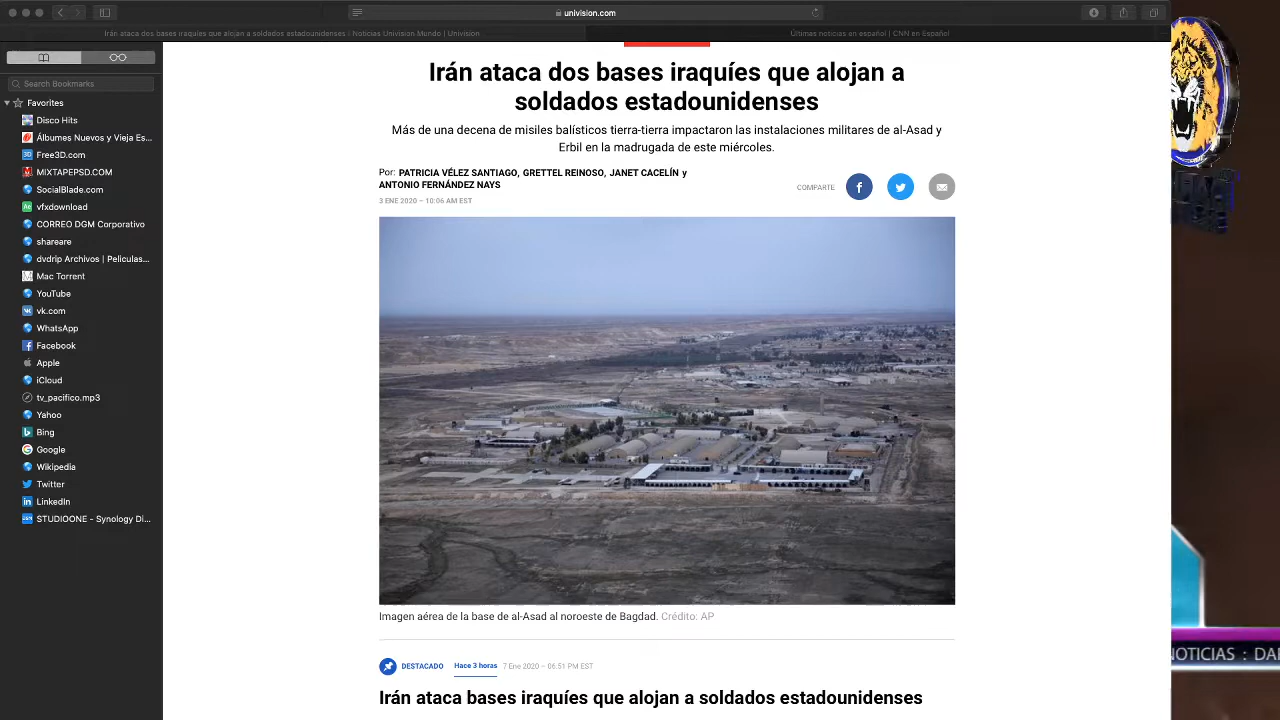 univision.com
Irán ataca dos bases iraquíes que alojan a soldados estadounidenses | Noticias Univision Mundo | Univision
Últimas noticias en español | CNN en Español
Search Bookmarks
Favorites
Disco Hits
Álbumes Nuevos y Vieja Es...
Free3D.com
MIXTAPEPSD.COM
SocialBlade.com
vfxdownload
CORREO DGM Corporativo
shareare
dvdrip Archivos | Peliculas...
Mac Torrent
YouTube
vk.com
WhatsApp
Facebook
Apple
iCloud
tv_pacifico.mp3
Yahoo
Bing
Google
Wikipedia
Twitter
LinkedIn
STUDIOONE - Synology Di...
Irán ataca dos bases iraquíes que alojan a
soldados estadounidenses
Más de una decena de misiles balísticos tierra-tierra impactaron las instalaciones militares de al-Asad y
Erbil en la madrugada de este miércoles.
Por: PATRICIA VÉLEZ SANTIAGO, GRETTEL REINOSO, JANET CACELÍN y
ANTONIO FERNÁNDEZ NAYS
3 ENE 2020 – 10:06 AM EST
COMPARTE
Imagen aérea de la base de al-Asad al noroeste de Bagdad. Crédito: AP
DESTACADO Hace 3 horas 7 Ene 2020 – 06:51 PM EST
Irán ataca bases iraquíes que alojan a soldados estadounidenses
NOTICIAS : DA